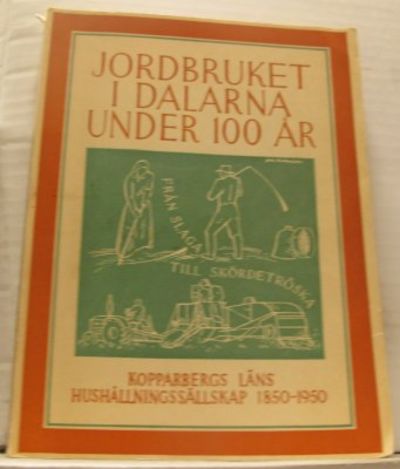 JORDBRUKET
I DALARNA
UNDER 100 ÅR
FRÅN SLAGA
TILL SKÖRDETRÖSKA
KOPPARBERGS LÄNS
HUSHÅLLNINGSSÄLLSKAP 1850-1950